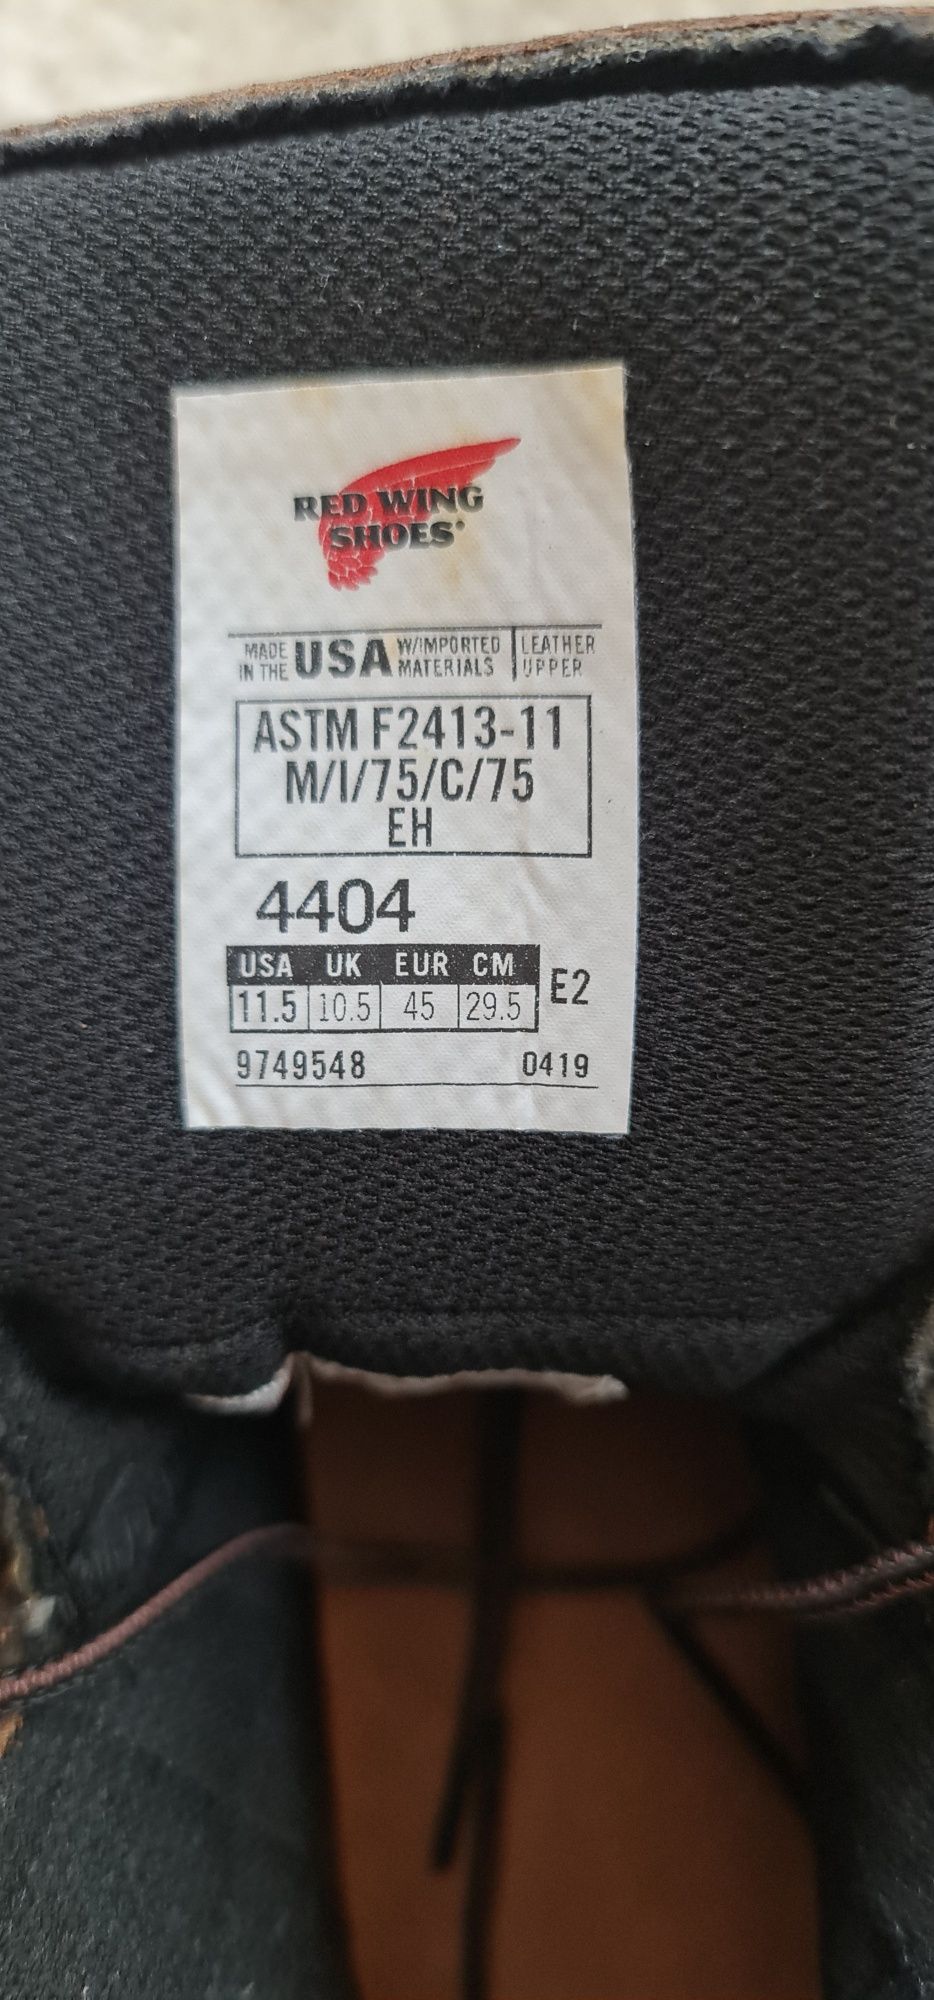 RED WING
SHOES
MADE IN THE USA W/IMPORTED MATERIALS LEATHER UPPER
ASTM F2413-11
M/I/75/C/75
EH
4404
USA UK EUR CM
11.5 10.5 45 29.5 E2
9749548 0419